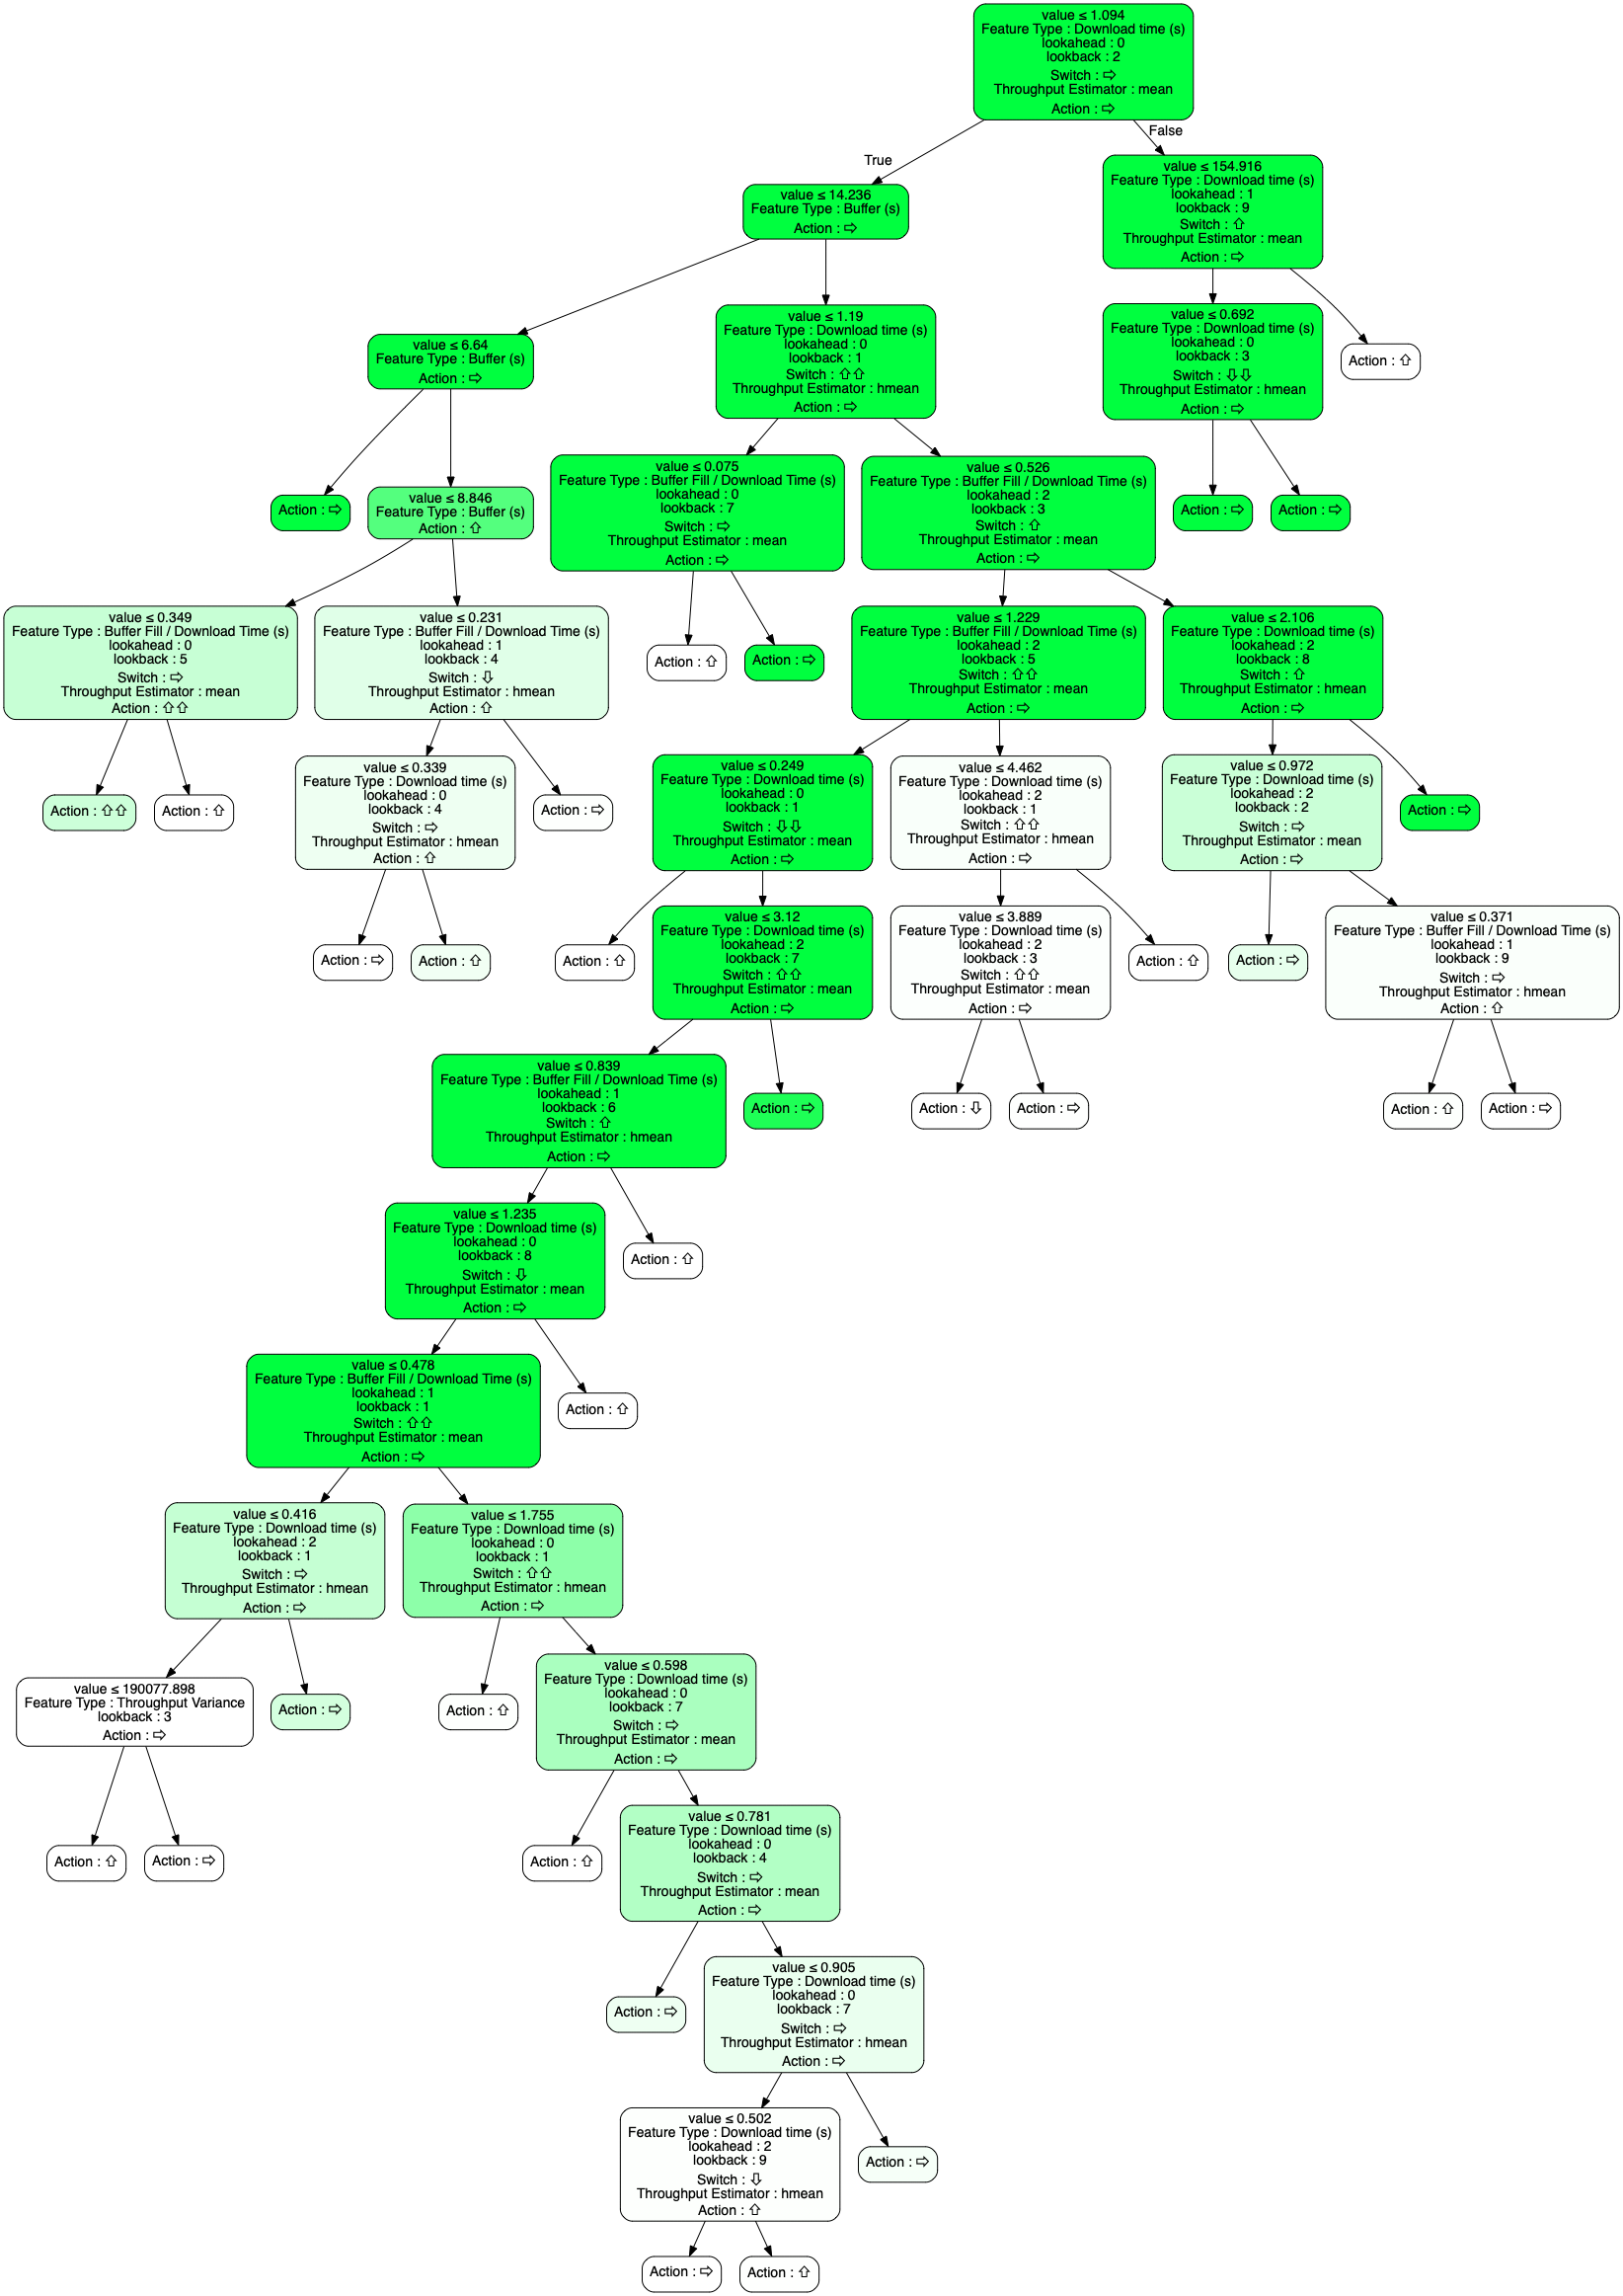 value ≤ 1.094
Feature Type : Download time (s)
lookahead : 0
lookback : 2
Switch : ⇨
Throughput Estimator : mean
Action : ⇨
True
False
value ≤ 14.236
Feature Type : Buffer (s)
Action : ⇨
value ≤ 154.916
Feature Type : Download time (s)
lookahead : 1
lookback : 9
Switch : ⇧
Throughput Estimator : mean
Action : ⇨
value ≤ 6.64
Feature Type : Buffer (s)
Action : ⇨
value ≤ 1.19
Feature Type : Download time (s)
lookahead : 0
lookback : 1
Switch : ⇧⇧
Throughput Estimator : hmean
Action : ⇨
value ≤ 0.692
Feature Type : Download time (s)
lookahead : 0
lookback : 3
Switch : ⇩⇩
Throughput Estimator : hmean
Action : ⇨
Action : ⇧
Action : ⇨
value ≤ 8.846
Feature Type : Buffer (s)
Action : ⇧
value ≤ 0.075
Feature Type : Buffer Fill / Download Time (s)
lookahead : 0
lookback : 7
Switch : ⇨
Throughput Estimator : mean
Action : ⇨
value ≤ 0.526
Feature Type : Buffer Fill / Download Time (s)
lookahead : 2
lookback : 3
Switch : ⇧
Throughput Estimator : mean
Action : ⇨
Action : ⇨
Action : ⇨
value ≤ 0.349
Feature Type : Buffer Fill / Download Time (s)
lookahead : 0
lookback : 5
Switch : ⇨
Throughput Estimator : mean
Action : ⇧⇧
value ≤ 0.231
Feature Type : Buffer Fill / Download Time (s)
lookahead : 1
lookback : 4
Switch : ⇩
Throughput Estimator : hmean
Action : ⇧
Action : ⇧
Action : ⇨
value ≤ 1.229
Feature Type : Buffer Fill / Download Time (s)
lookahead : 2
lookback : 5
Switch : ⇧⇧
Throughput Estimator : mean
Action : ⇨
value ≤ 2.106
Feature Type : Download time (s)
lookahead : 2
lookback : 8
Switch : ⇧
Throughput Estimator : hmean
Action : ⇨
Action : ⇧⇧
Action : ⇧
value ≤ 0.339
Feature Type : Download time (s)
lookahead : 0
lookback : 4
Switch : ⇨
Throughput Estimator : hmean
Action : ⇧
Action : ⇨
value ≤ 0.249
Feature Type : Download time (s)
lookahead : 0
lookback : 1
Switch : ⇩⇩
Throughput Estimator : mean
Action : ⇨
value ≤ 4.462
Feature Type : Download time (s)
lookahead : 2
lookback : 1
Switch : ⇧⇧
Throughput Estimator : hmean
Action : ⇨
value ≤ 0.972
Feature Type : Download time (s)
lookahead : 2
lookback : 2
Switch : ⇨
Throughput Estimator : mean
Action : ⇨
Action : ⇨
Action : ⇨
Action : ⇧
Action : ⇧
value ≤ 3.12
Feature Type : Download time (s)
lookahead : 2
lookback : 7
Switch : ⇧⇧
Throughput Estimator : mean
Action : ⇨
value ≤ 3.889
Feature Type : Download time (s)
lookahead : 2
lookback : 3
Switch : ⇧⇧
Throughput Estimator : mean
Action : ⇨
Action : ⇧
Action : ⇨
value ≤ 0.371
Feature Type : Buffer Fill / Download Time (s)
lookahead : 1
lookback : 9
Switch : ⇨
Throughput Estimator : hmean
Action : ⇧
value ≤ 0.839
Feature Type : Buffer Fill / Download Time (s)
lookahead : 1
lookback : 6
Switch : ⇧
Throughput Estimator : hmean
Action : ⇨
Action : ⇨
Action : ⇩
Action : ⇨
Action : ⇧
Action : ⇨
value ≤ 1.235
Feature Type : Download time (s)
lookahead : 0
lookback : 8
Switch : ⇩
Throughput Estimator : mean
Action : ⇨
Action : ⇧
value ≤ 0.478
Feature Type : Buffer Fill / Download Time (s)
lookahead : 1
lookback : 1
Switch : ⇧⇧
Throughput Estimator : mean
Action : ⇨
Action : ⇧
value ≤ 0.416
Feature Type : Download time (s)
lookahead : 2
lookback : 1
Switch : ⇨
Throughput Estimator : hmean
Action : ⇨
value ≤ 1.755
Feature Type : Download time (s)
lookahead : 0
lookback : 1
Switch : ⇧⇧
Throughput Estimator : hmean
Action : ⇨
value ≤ 190077.898
Feature Type : Throughput Variance
lookback : 3
Action : ⇨
Action : ⇨
Action : ⇧
value ≤ 0.598
Feature Type : Download time (s)
lookahead : 0
lookback : 7
Switch : ⇨
Throughput Estimator : mean
Action : ⇨
Action : ⇧
Action : ⇨
Action : ⇧
value ≤ 0.781
Feature Type : Download time (s)
lookahead : 0
lookback : 4
Switch : ⇨
Throughput Estimator : mean
Action : ⇨
Action : ⇨
value ≤ 0.905
Feature Type : Download time (s)
lookahead : 0
lookback : 7
Switch : ⇨
Throughput Estimator : hmean
Action : ⇨
value ≤ 0.502
Feature Type : Download time (s)
lookahead : 2
lookback : 9
Switch : ⇩
Throughput Estimator : hmean
Action : ⇧
Action : ⇨
Action : ⇨
Action : ⇧